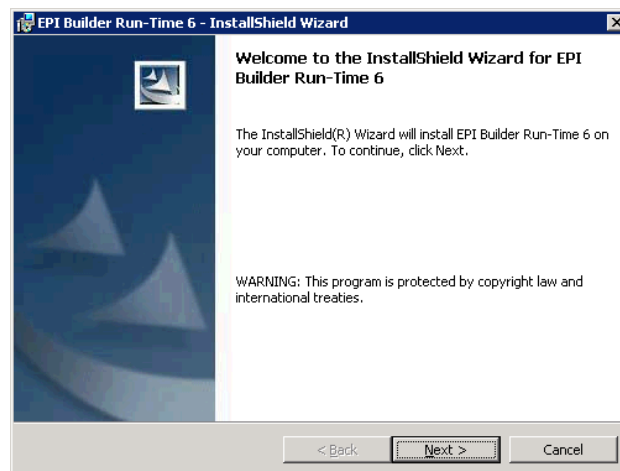 EPI Builder Run-Time 6 - InstallShield Wizard
Welcome to the InstallShield Wizard for EPI
Builder Run-Time 6
The InstallShield(R) Wizard will install EPI Builder Run-Time 6 on
your computer. To continue, click Next.
WARNING: This program is protected by copyright law and
international treaties.
< Back
Next >
Cancel